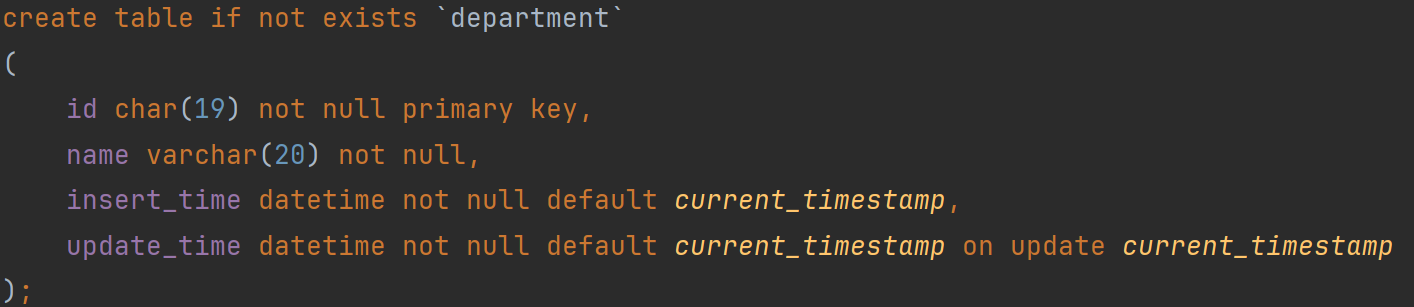 create table if not exists `department`
(
    id char(19) not null primary key,
    name varchar(20) not null,
    insert_time datetime not null default current_timestamp,
    update_time datetime not null default current_timestamp on update current_timestamp
);